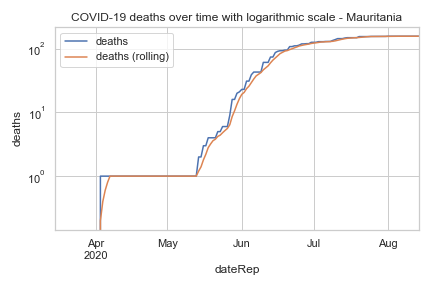 COVID-19 deaths over time with logarithmic scale - Mauritania
deaths
deaths (rolling)
deaths
10²
10¹
10⁰
Apr
2020
May
Jun
Jul
Aug
dateRep